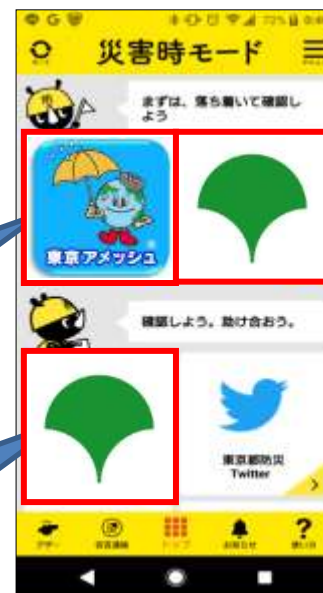 災害時モード
まずは、落ち着いて確認し
よう
東京アメッシュ
確認しよう。助け合おう。
東京都防災
Twitter
トップ
お知らせ
使い方